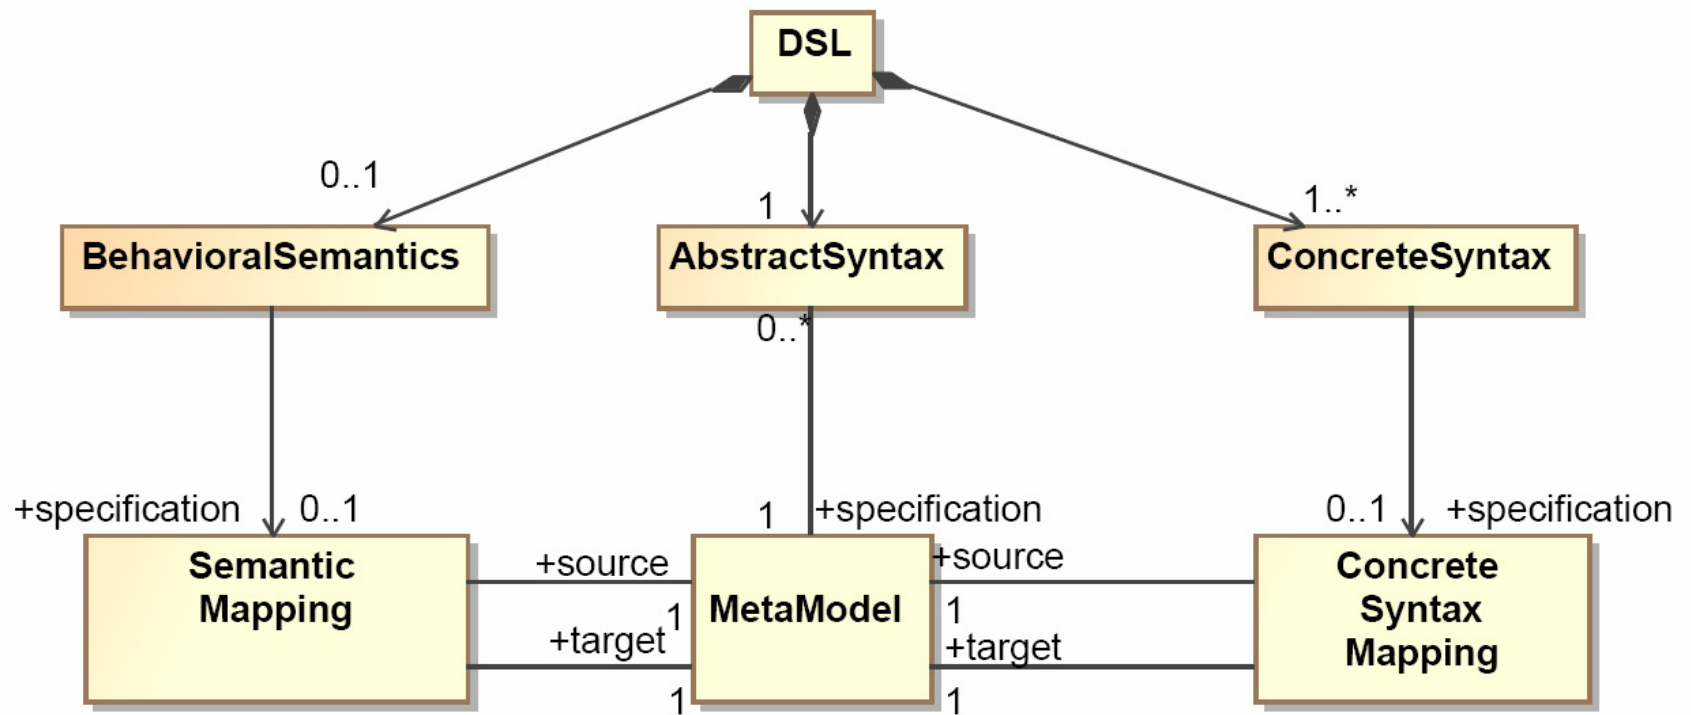 DSL
0..1
1
1..*
BehavioralSemantics
AbstractSyntax
ConcreteSyntax
0..*
+specification
0..1
1
+specification
0..1
+specification
Semantic
Mapping
+source
1
+target
1
MetaModel
+source
1
+target
1
Concrete
Syntax
Mapping